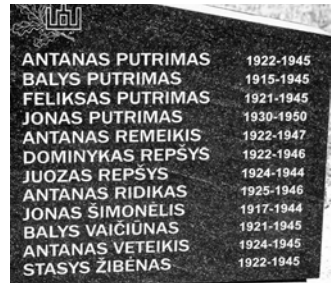 ANTANAS PUTRIMAS 1922-1945
BALYS PUTRIMAS 1915-1945
FELIKSAS PUTRIMAS 1921-1945
JONAS PUTRIMAS 1930-1950
ANTANAS REMEIKIS 1922-1947
DOMINYKAS REPŠYS 1922-1946
JUOZAS REPŠYS 1924-1944
ANTANAS RIDIKAS 1925-1946
JONAS ŠIMONĖLIS 1917-1944
BALYS VAIČIŪNAS 1921-1945
ANTANAS VETEIKIS 1924-1945
STASYS ŽIBĖNAS 1922-1945